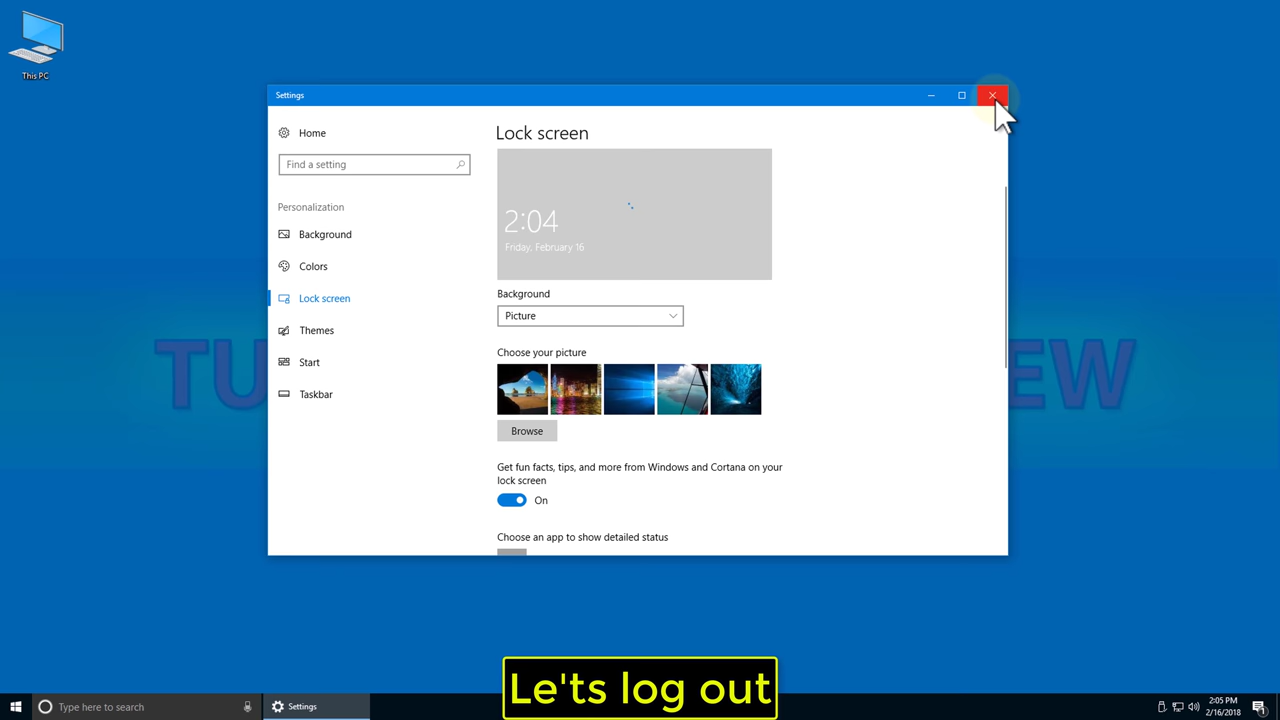 This PC
Settings
Home
Find a setting
Personalization
Background
Colors
Lock screen
Themes
Start
Taskbar
Lock screen
2:04
Friday, February 16
Background
Picture
Choose your picture
Browse
Get fun facts, tips, and more from Windows and Cortana on your
lock screen
On
Choose an app to show detailed status
TU
EW
Le'ts log out
Type here to search
Settings
2:05 PM
2/16/2018
1